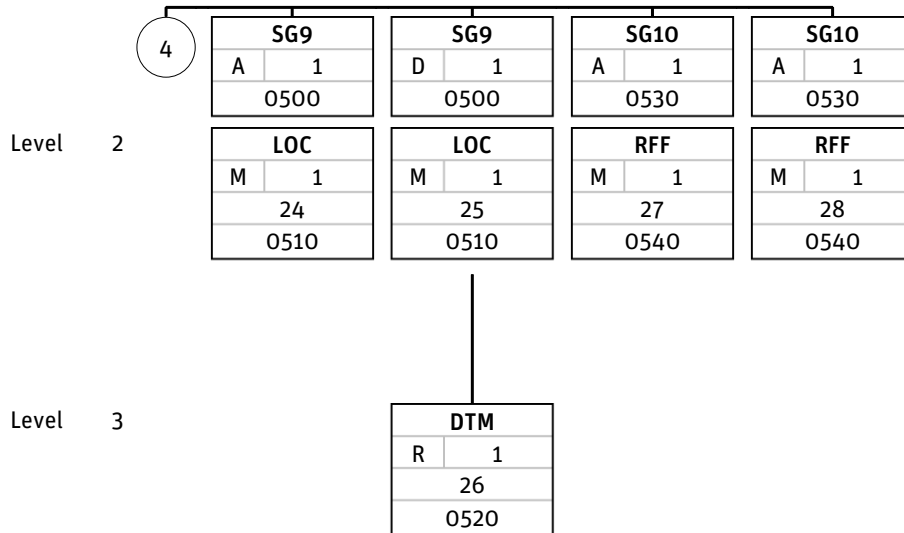 4
SG9 SG9 SG10 SG10
A 1 D 1 A 1 A 1
0500 0500 0530 0530
Level 2
LOC LOC RFF RFF
M 1 M 1 M 1 M 1
24 25 27 28
0510 0510 0540 0540
Level 3
DTM
R 1
26
0520